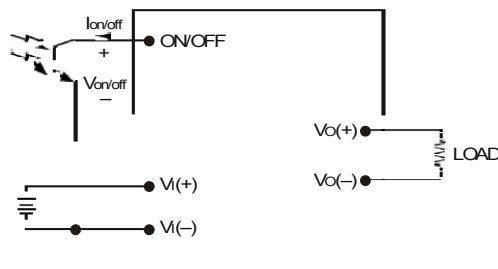 Ion/off
ON/OFF
+
Von/off
–
VO(+)
LOAD
VI(+)
VO(–)
VI(–)